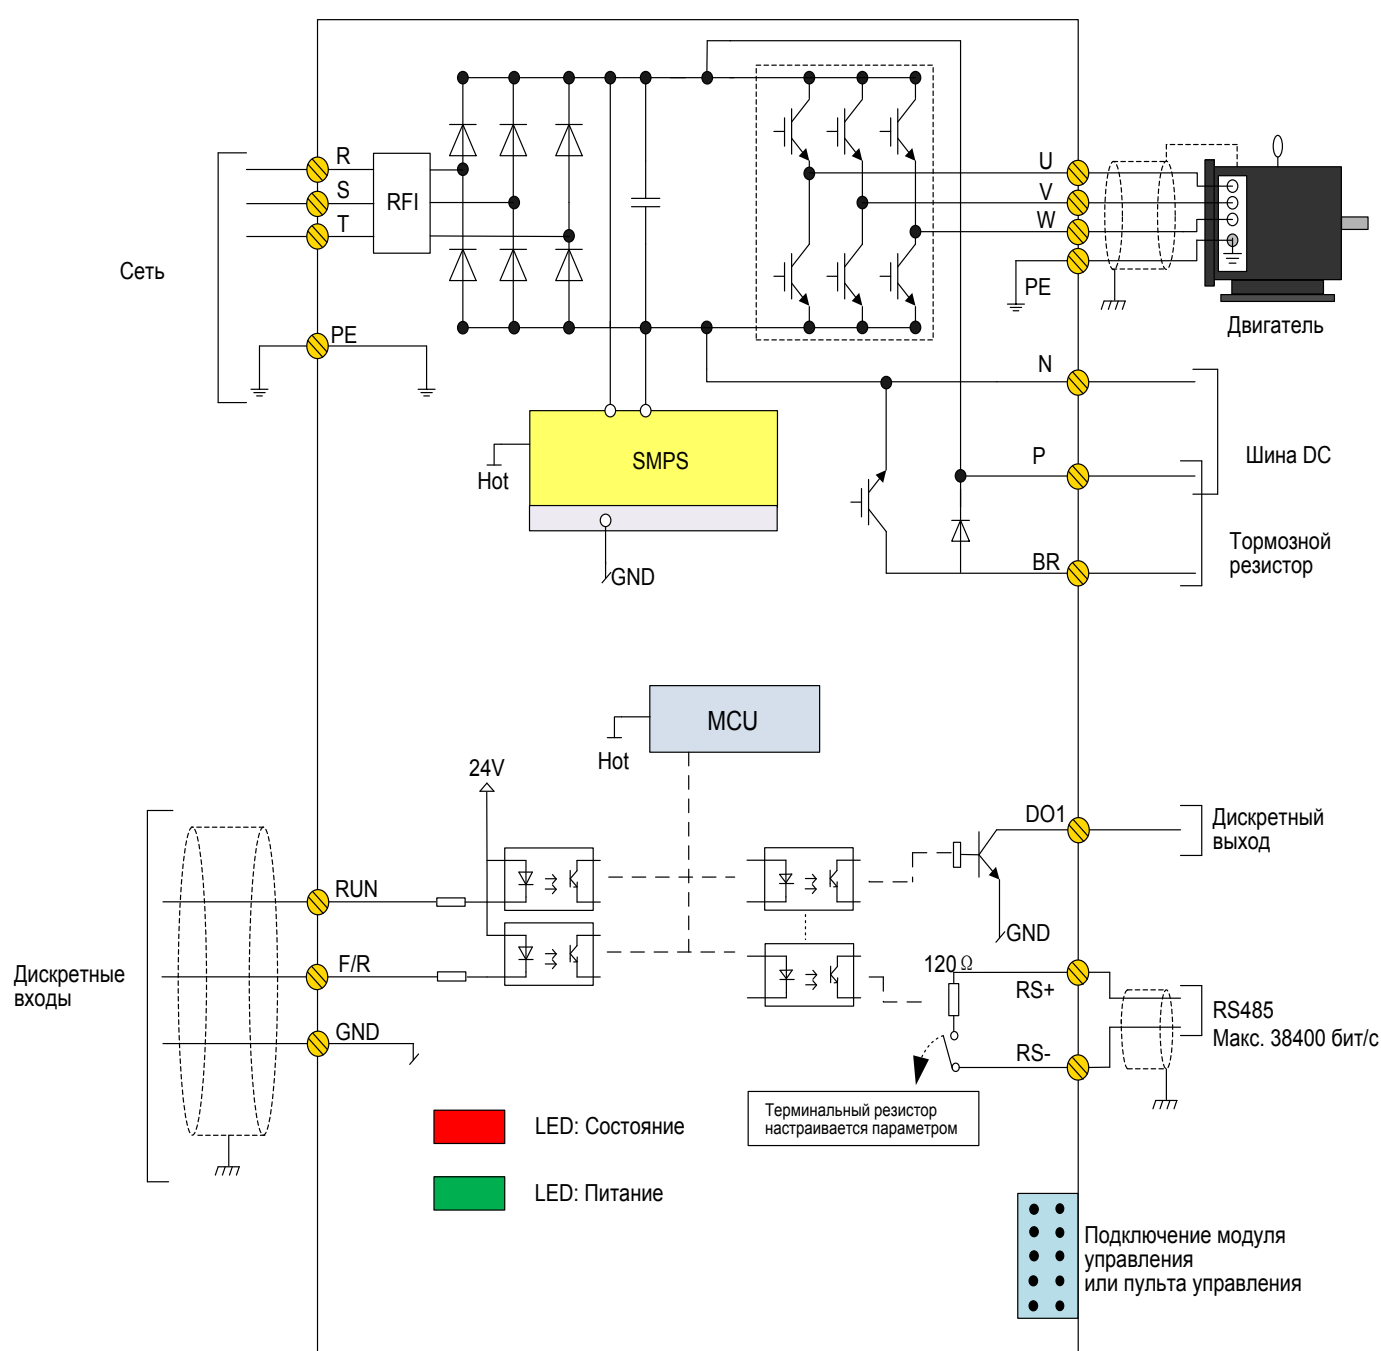 R
S
T
RFI
Сеть
PE
U
V
W
PE
Двигатель
N
P
BR
Шина DC
Тормозной
резистор
SMPS
Hot
GND
MCU
Hot
24V
RUN
F/R
GND
Дискретные
входы
DO1
Дискретный
выход
GND
120 Ω
RS+
RS-
RS485
Макс. 38400 бит/с
Терминальный резистор
настраивается параметром
LED: Состояние
LED: Питание
Подключение модуля
управления
или пульта управления